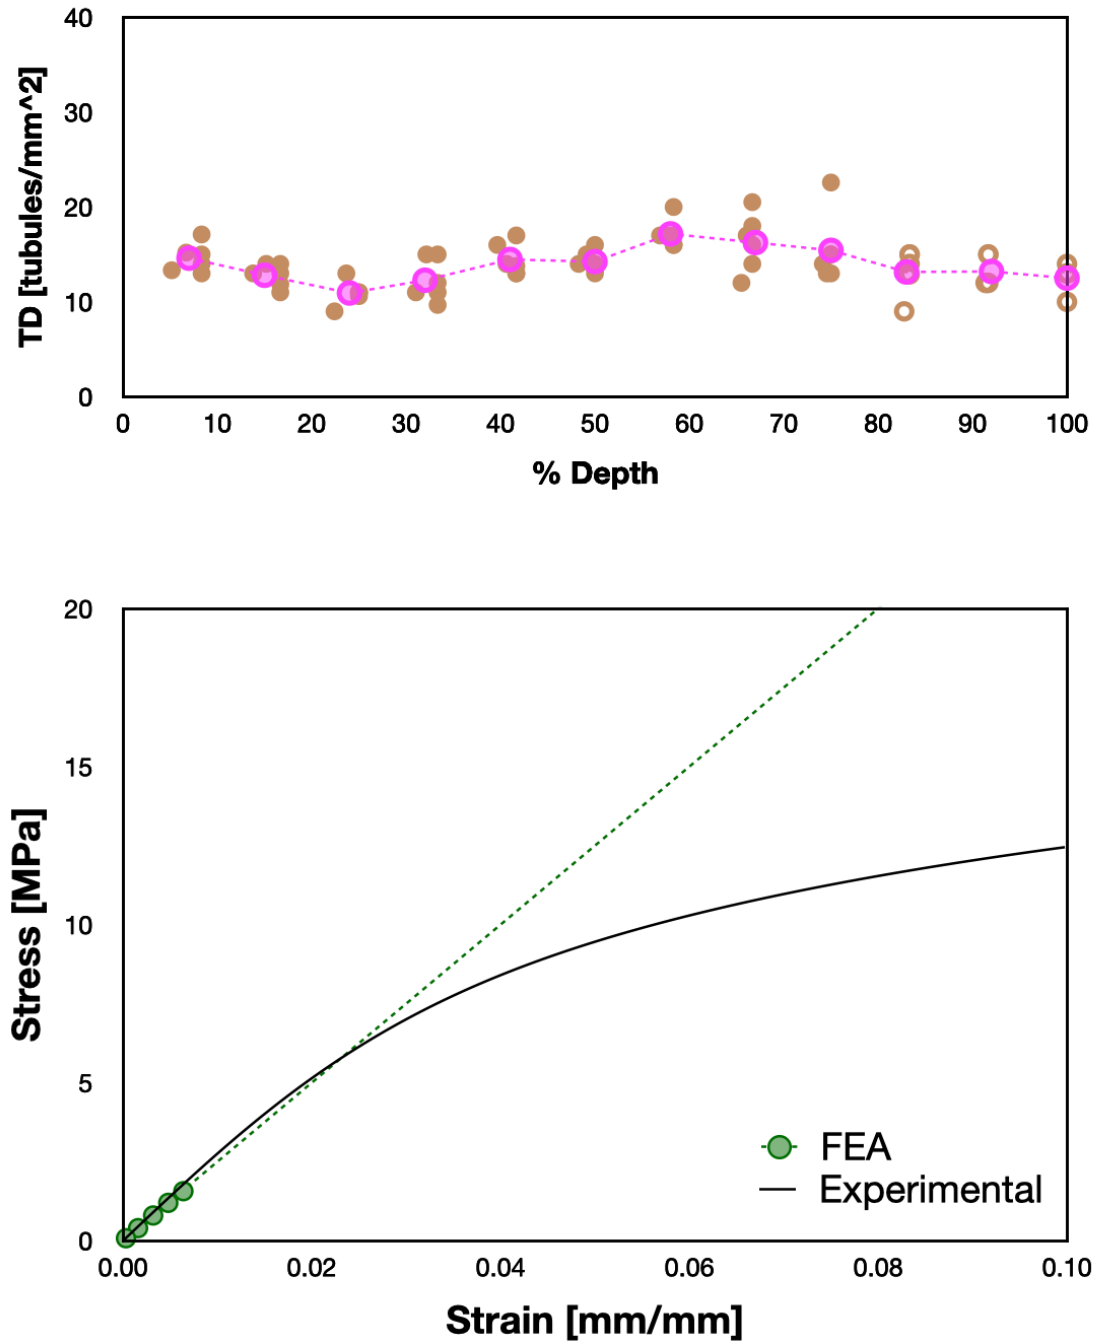 40
30
20
10
0
TD [tubules/mm^2]
0 10 20 30 40 50 60 70 80 90 100
% Depth
20
15
10
5
0
Stress [MPa]
FEA
Experimental
0.00 0.02 0.04 0.06 0.08 0.10
Strain [mm/mm]